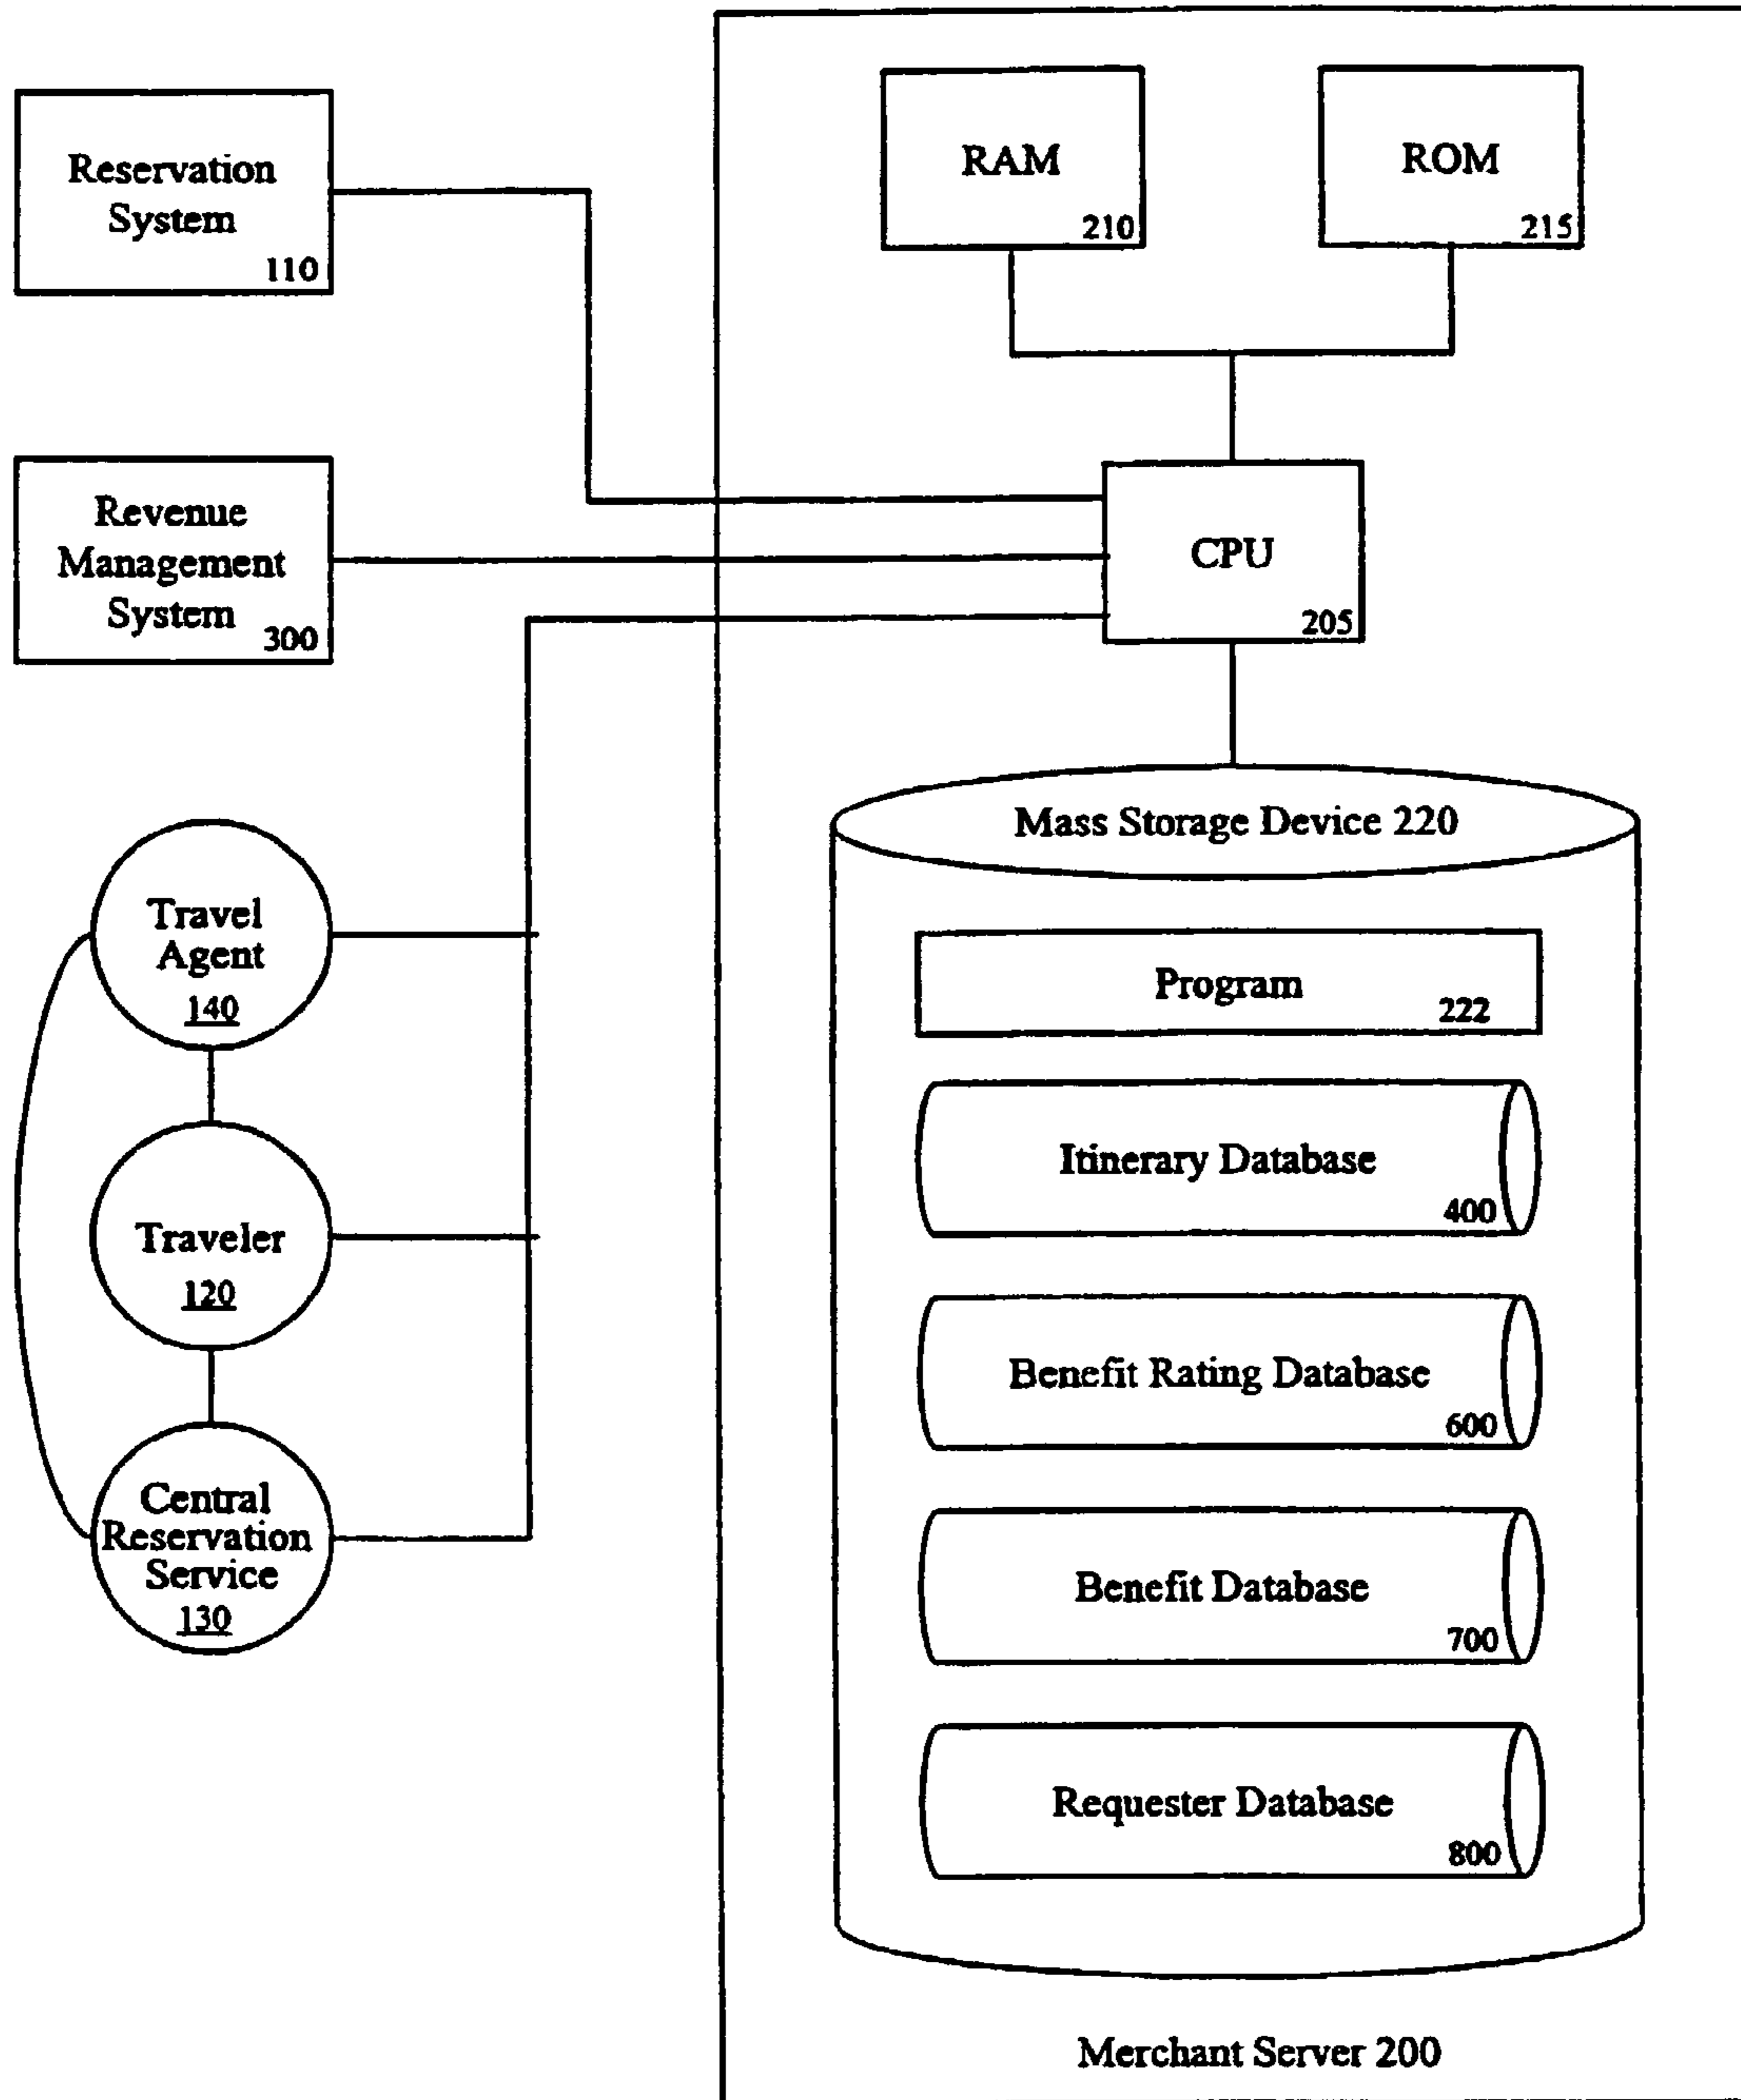 Reservation
System
110
Revenue
Management
System
300
Travel
Agent
140
Traveler
120
Central
Reservation
Service
130
RAM
210
ROM
215
CPU
205
Mass Storage Device 220
Program
222
Itinerary Database
400
Benefit Rating Database
600
Benefit Database
700
Requester Database
800
Merchant Server 200